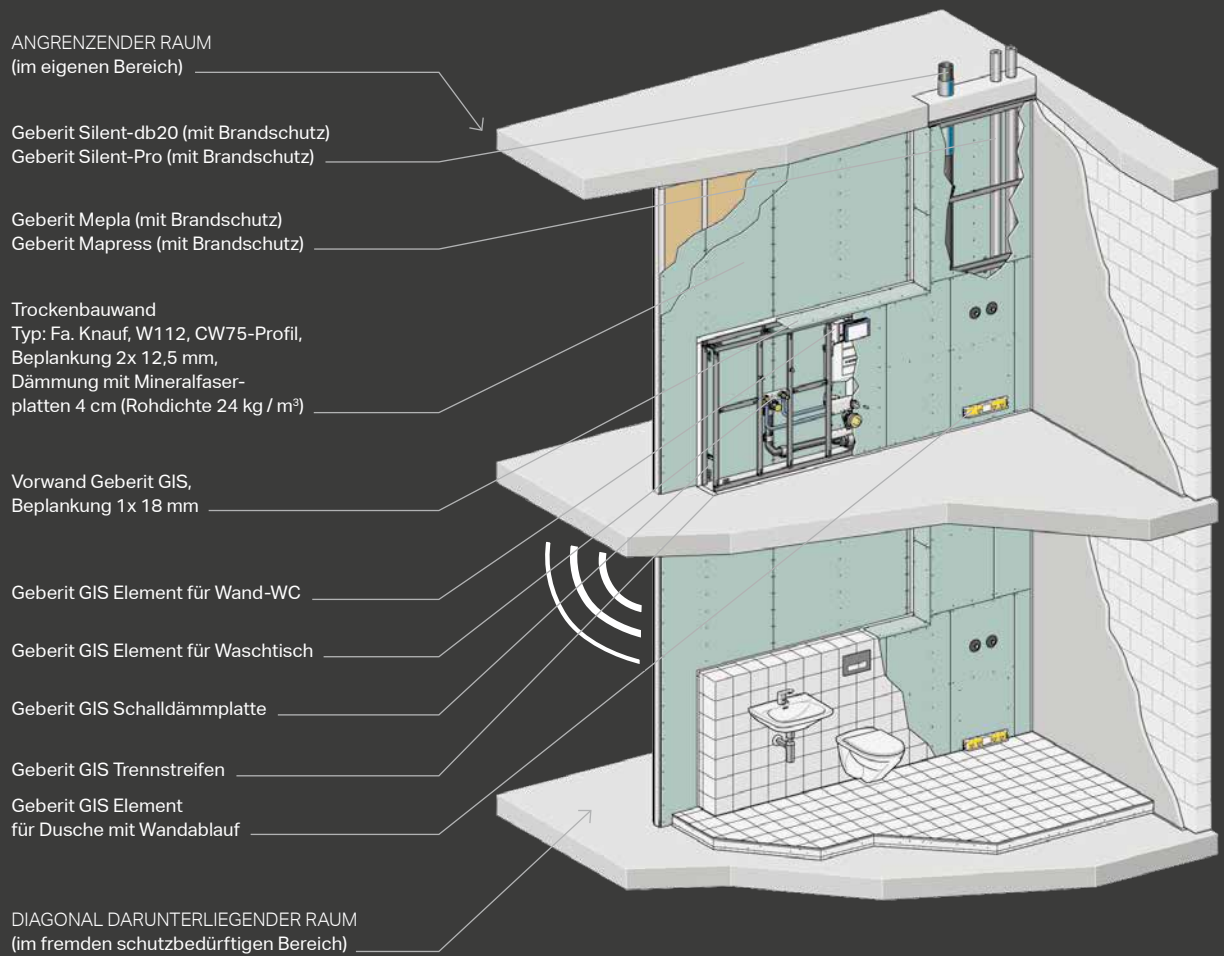 ANGRENZENDER RAUM
(im eigenen Bereich)
Geberit Silent-db20 (mit Brandschutz)
Geberit Silent-Pro (mit Brandschutz)
Geberit Mepla (mit Brandschutz)
Geberit Mapress (mit Brandschutz)
Trockenbauwand
Typ: Fa. Knauf, W112, CW75-Profil,
Beplankung 2x 12,5 mm,
Dämmung mit Mineralfaser-
platten 4 cm (Rohdichte 24 kg / m³)
Vorwand Geberit GIS,
Beplankung 1x 18 mm
Geberit GIS Element für Wand-WC
Geberit GIS Element für Waschtisch
Geberit GIS Schalldämmplatte
Geberit GIS Trennstreifen
Geberit GIS Element
für Dusche mit Wandablauf
DIAGONAL DARUNTERLIEGENDER RAUM
(im fremden schutzbedürftigen Bereich)